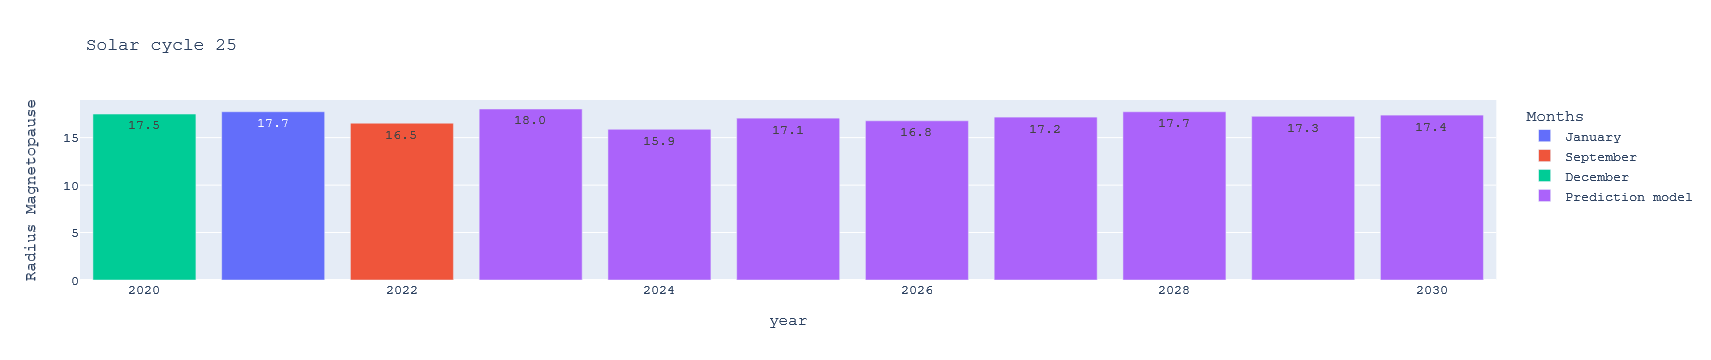 Solar cycle 25
Radius Magnetopause
15
10
5
0
17.5
17.7
16.5
18.0
15.9
17.1
16.8
17.2
17.7
17.3
17.4
2020
2022
2024
2026
2028
2030
year
Months
January
September
December
Prediction model